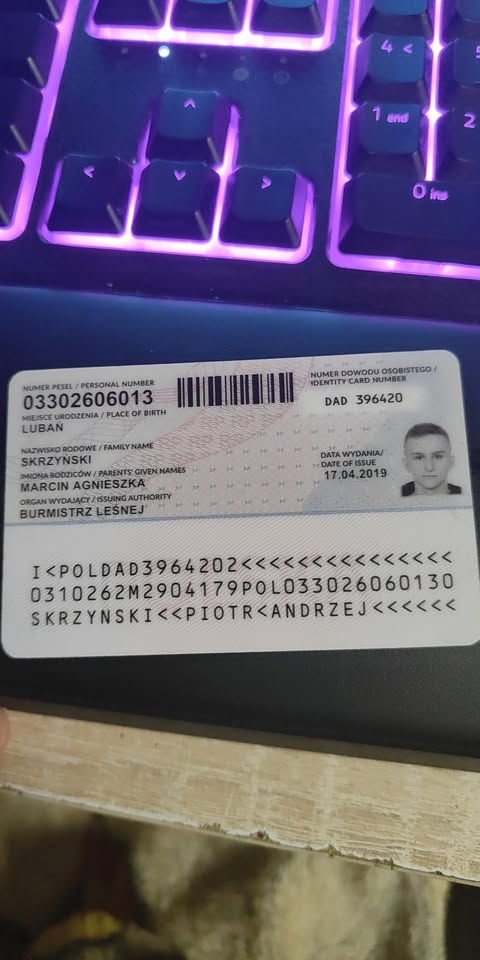 4 <
5
^
1 end
2
< v >
0 ins
NUMER PESEL / PERSONAL NUMBER
03302606013
MIEJSCE URODZENIA / PLACE OF BIRTH
LUBAŃ
NUMER DOWODU OSOBISTEGO /
IDENTITY CARD NUMBER
DAD 396420
NAZWISKO RODOWE / FAMILY NAME
SKRZYNSKI
IMIONA RODZICÓW / PARENTS' GIVEN NAMES
MARCIN AGNIESZKA
ORGAN WYDAJĄCY / ISSUING AUTHORITY
BURMISTRZ LEŚNEJ
DATA WYDANIA/
DATE OF ISSUE
17.04.2019
I<POLDAD3964202<<<<<<<<<<<<<<<
0310262M2904179POL033026060130
SKRZYNSKI<<PIOTR<ANDRZEJ<<<<<<